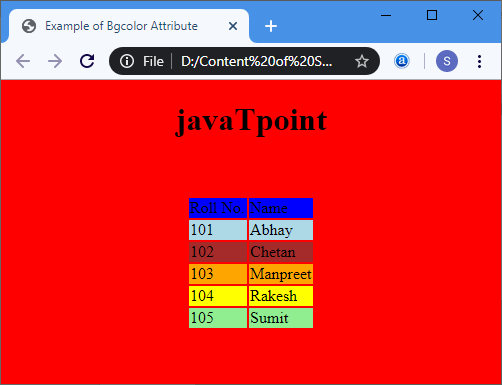 Example of Bgcolor Attribute
File D:/Content%20of%20S...
S
javaTpoint
Roll No. Name
101 Abhay
102 Chetan
103 Manpreet
104 Rakesh
105 Sumit